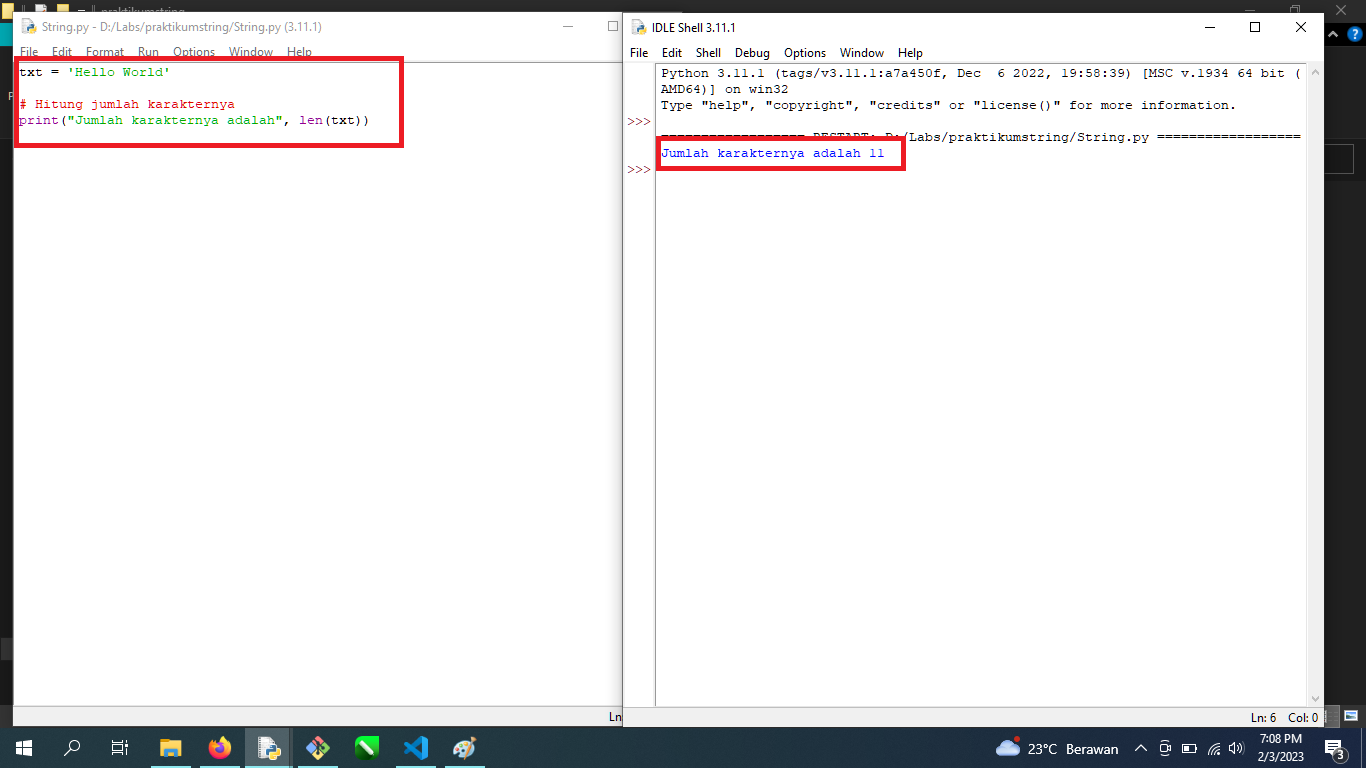 praktikumstring
String.py - D:/Labs/praktikumstring/String.py (3.11.1)
File Edit Format Run Options Window Help
txt = 'Hello World'
# Hitung jumlah karakternya
print("Jumlah karakternya adalah", len(txt))
Ln
IDLE Shell 3.11.1
File Edit Shell Debug Options Window Help
Python 3.11.1 (tags/v3.11.1:a7a450f, Dec  6 2022, 19:58:39) [MSC v.1934 64 bit (
AMD64)] on win32
Type "help", "copyright", "credits" or "license()" for more information.
>>>
================== RESTART: D:/Labs/praktikumstring/String.py ==================
Jumlah karakternya adalah 11
>>>
Ln: 6 Col: 0
23°C Berawan
7:08 PM
2/3/2023
3